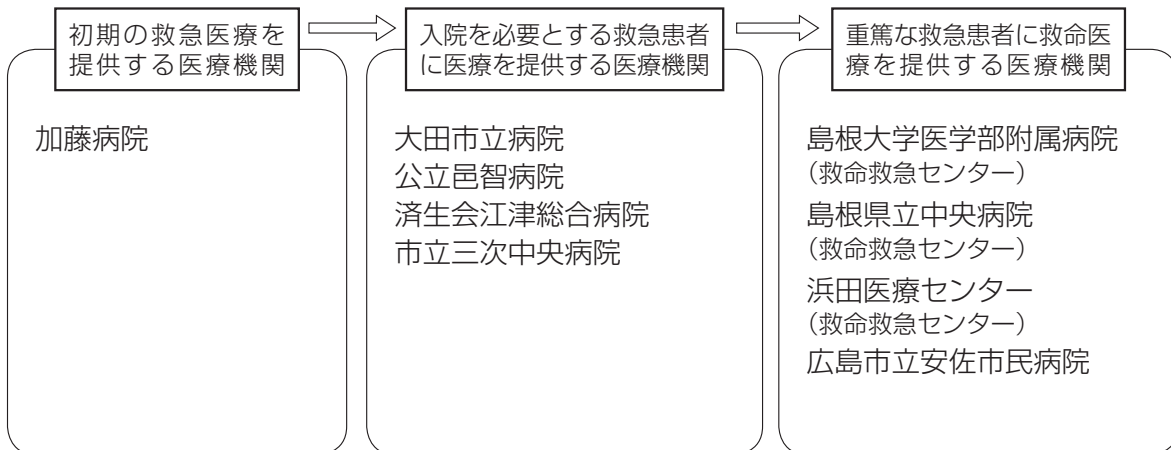 初期の救急医療を
提供する医療機関
加藤病院
入院を必要とする救急患者
に医療を提供する医療機関
大田市立病院
公立邑智病院
済生会江津総合病院
市立三次中央病院
重篤な救急患者に救命医
療を提供する医療機関
島根大学医学部附属病院
（救命救急センター）
島根県立中央病院
（救命救急センター）
浜田医療センター
（救命救急センター）
広島市立安佐市民病院